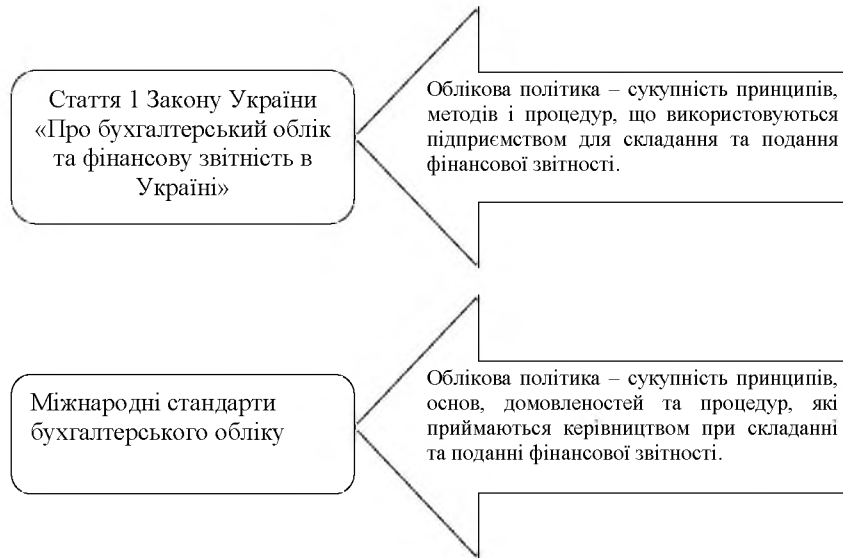 Стаття 1 Закону України
«Про бухгалтерський облік
та фінансову звітність в
Україні»
Облікова політика – сукупність принципів,
методів і процедур, що використовуються
підприємством для складання та подання
фінансової звітності.
Міжнародні стандарти
бухгалтерського обліку
Облікова політика – сукупність принципів,
основ, домовленостей та процедур, які
приймаються керівництвом при складанні
та поданні фінансової звітності.